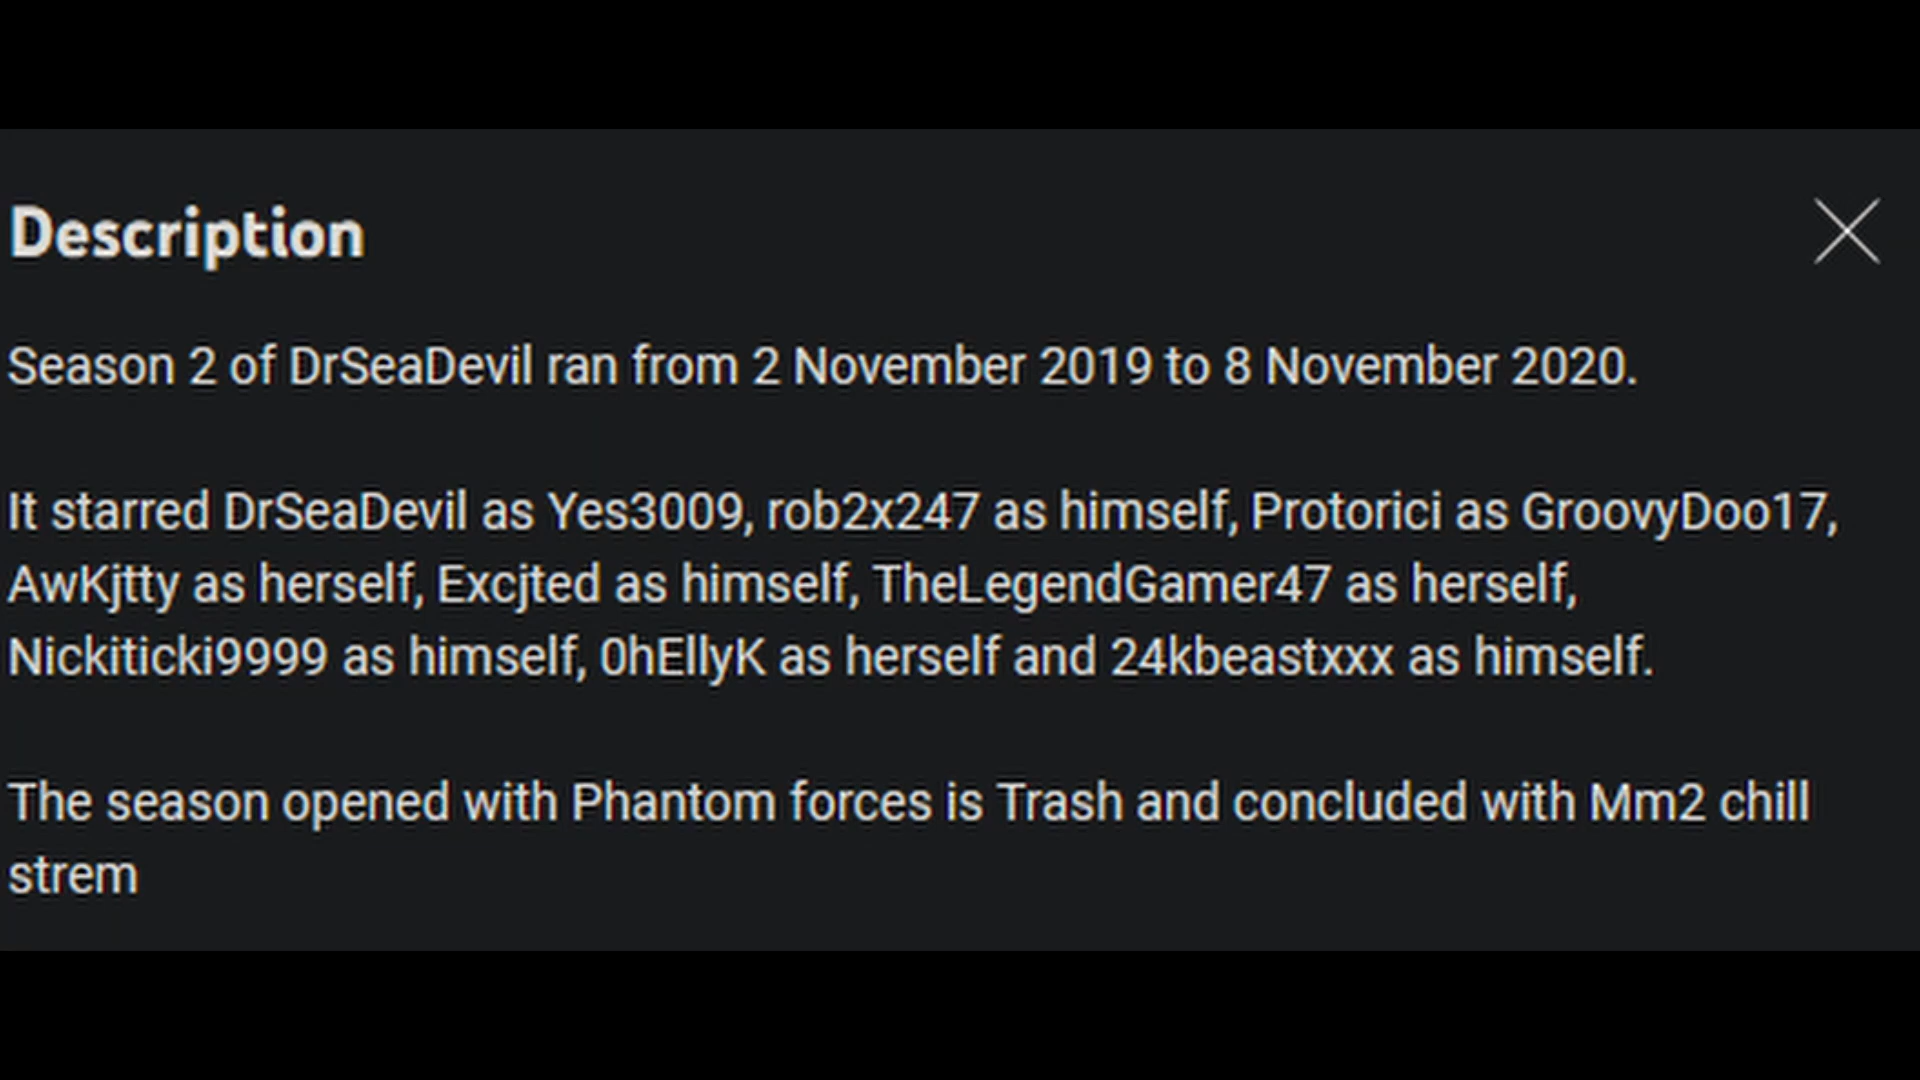 Description
Season 2 of DrSeaDevil ran from 2 November 2019 to 8 November 2020.
It starred DrSeaDevil as Yes3009, rob2x247 as himself, Protorici as GroovyDoo17,
AwKjtty as herself, Excjted as himself, TheLegendGamer47 as herself,
Nickiticki9999 as himself, 0hEllyK as herself and 24kbeastxxx as himself.
The season opened with Phantom forces is Trash and concluded with Mm2 chill
strem